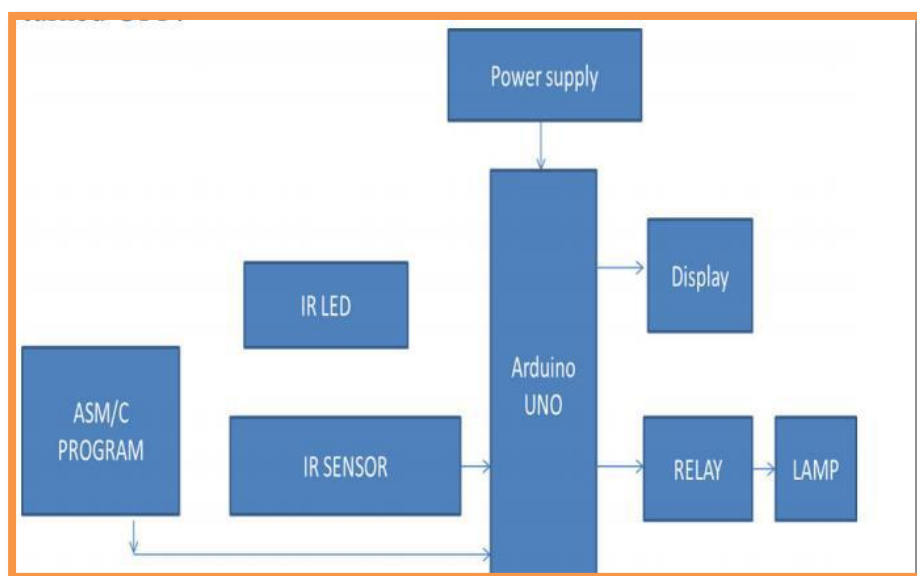 Power supply
Display
IR LED
Arduino
UNO
ASM/C
PROGRAM
IR SENSOR
RELAY
LAMP